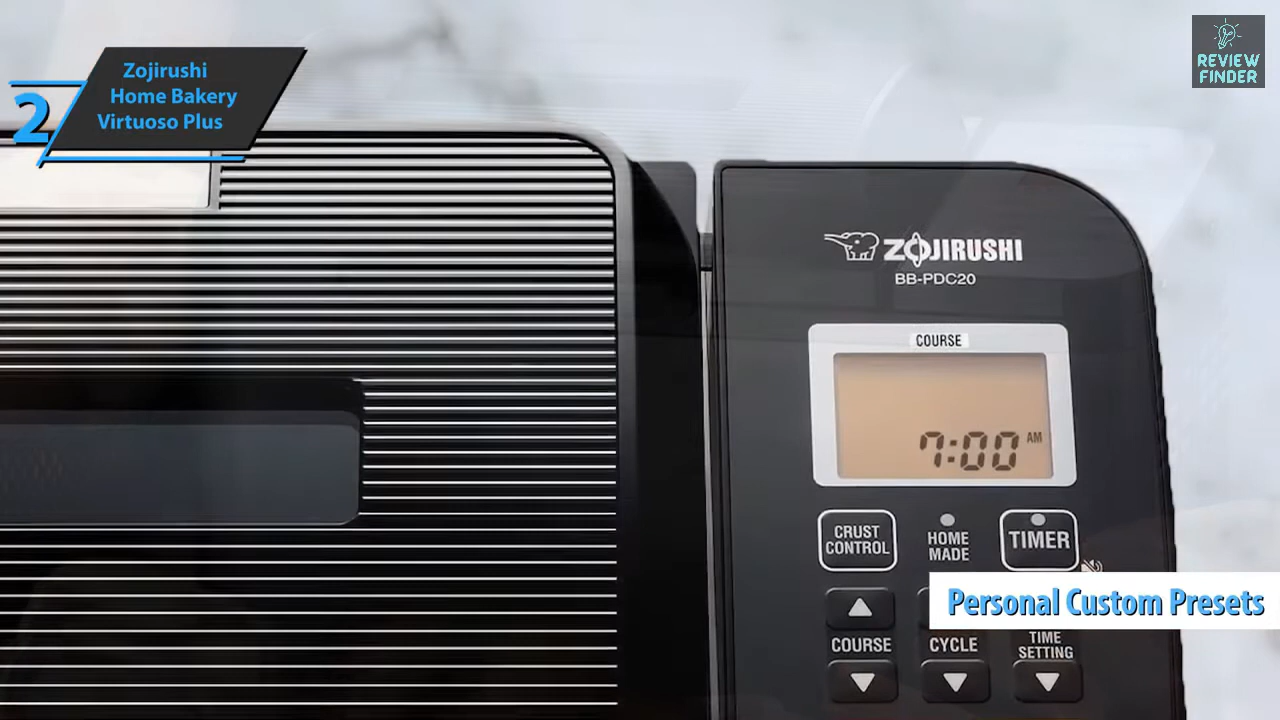 REVIEW
FINDER
2
Zojirushi
Home Bakery
Virtuoso Plus
ZOJIRUSHI
BB-PDC20
COURSE
7:00 AM
CRUST
CONTROL
HOME
MADE
TIMER
Personal Custom Presets
COURSE
CYCLE
TIME
SETTING